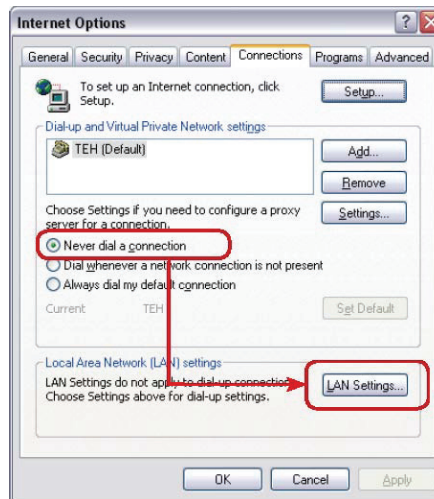 Internet Options
General Security Privacy Content Connections Programs Advanced
To set up an Internet connection, click
Setup.
Setup...
Dial-up and Virtual Private Network settings
TEH (Default)
Add...
Remove
Choose Settings if you need to configure a proxy
server for a connection.
Settings...
Never dial a connection
Dial whenever a network connection is not present
Always dial my default connection
Current TEH
Set Default
Local Area Network (LAN) settings
LAN Settings do not apply to dial-up connections.
Choose Settings above for dial-up settings.
LAN Settings...
OK Cancel Apply